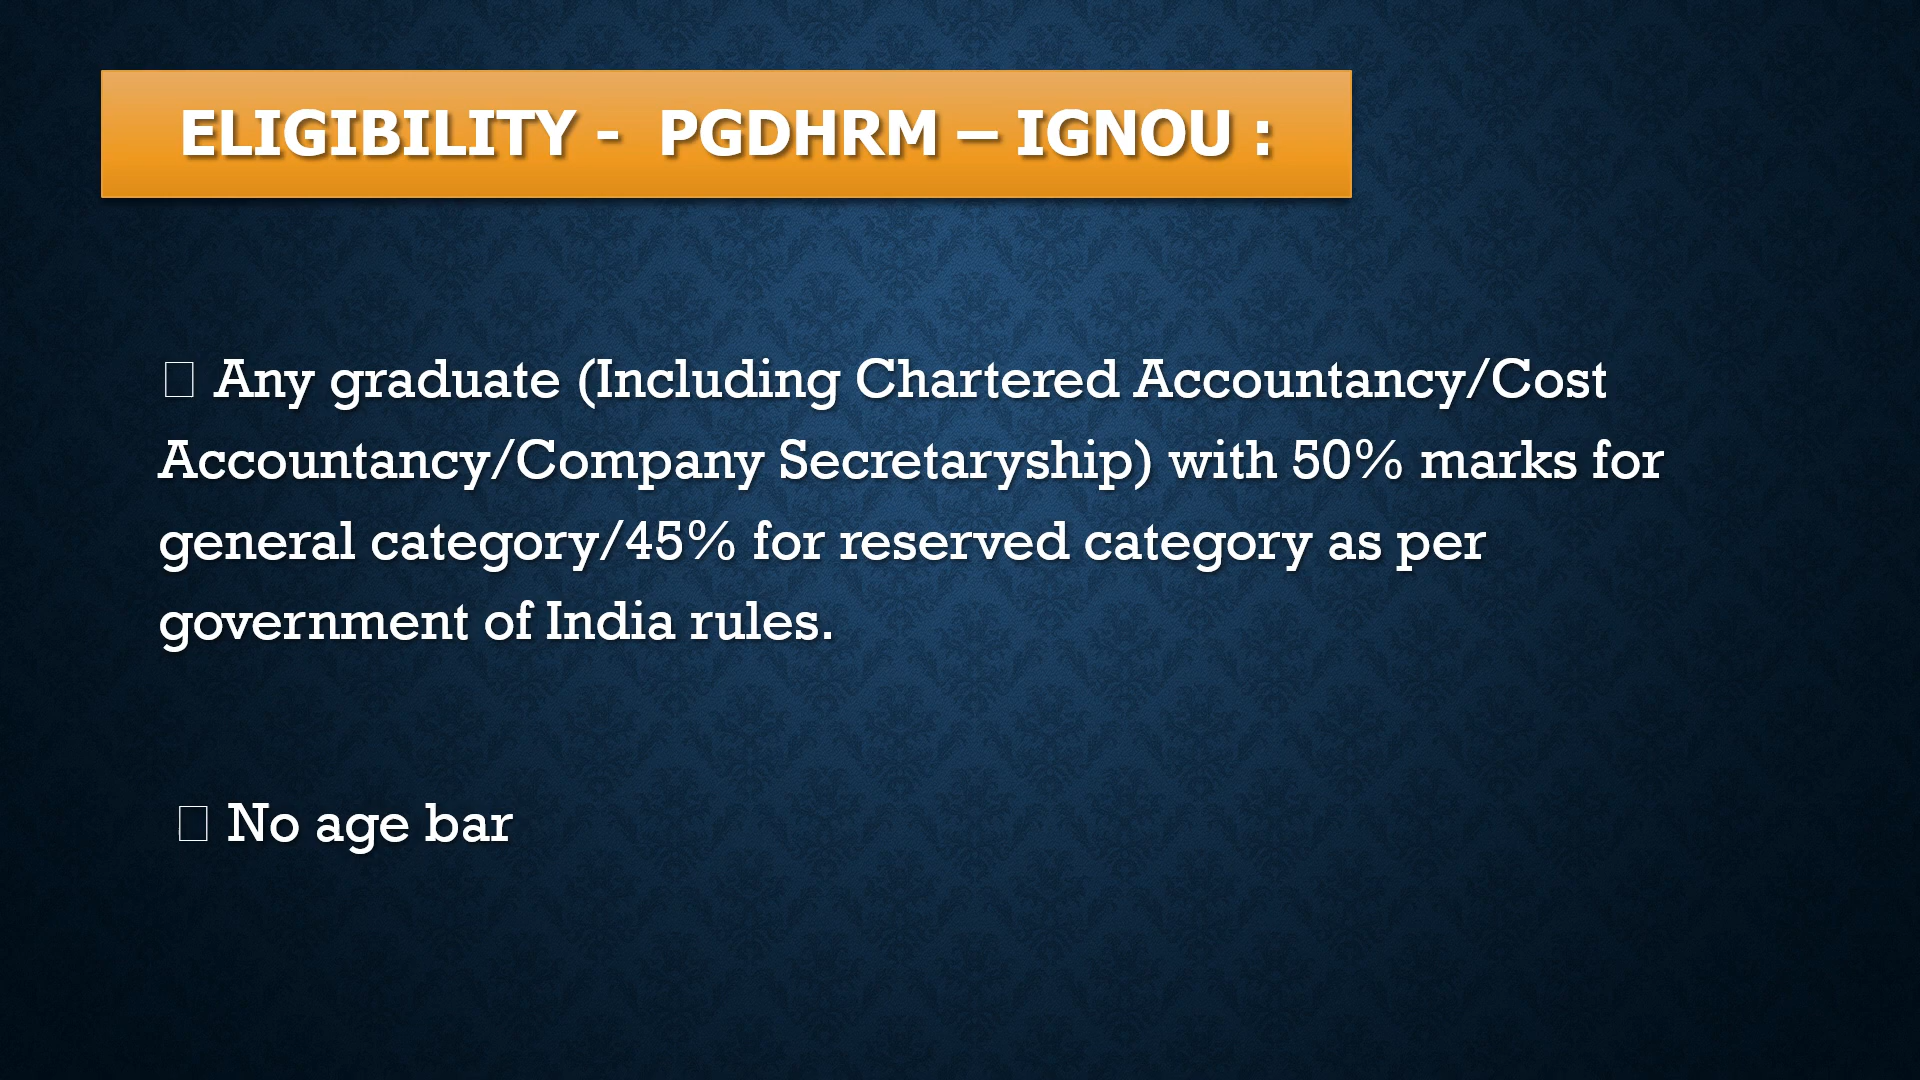 ELIGIBILITY -  PGDHRM – IGNOU :
Any graduate (Including Chartered Accountancy/Cost
Accountancy/Company Secretaryship) with 50% marks for
general category/45% for reserved category as per
government of India rules.
No age bar